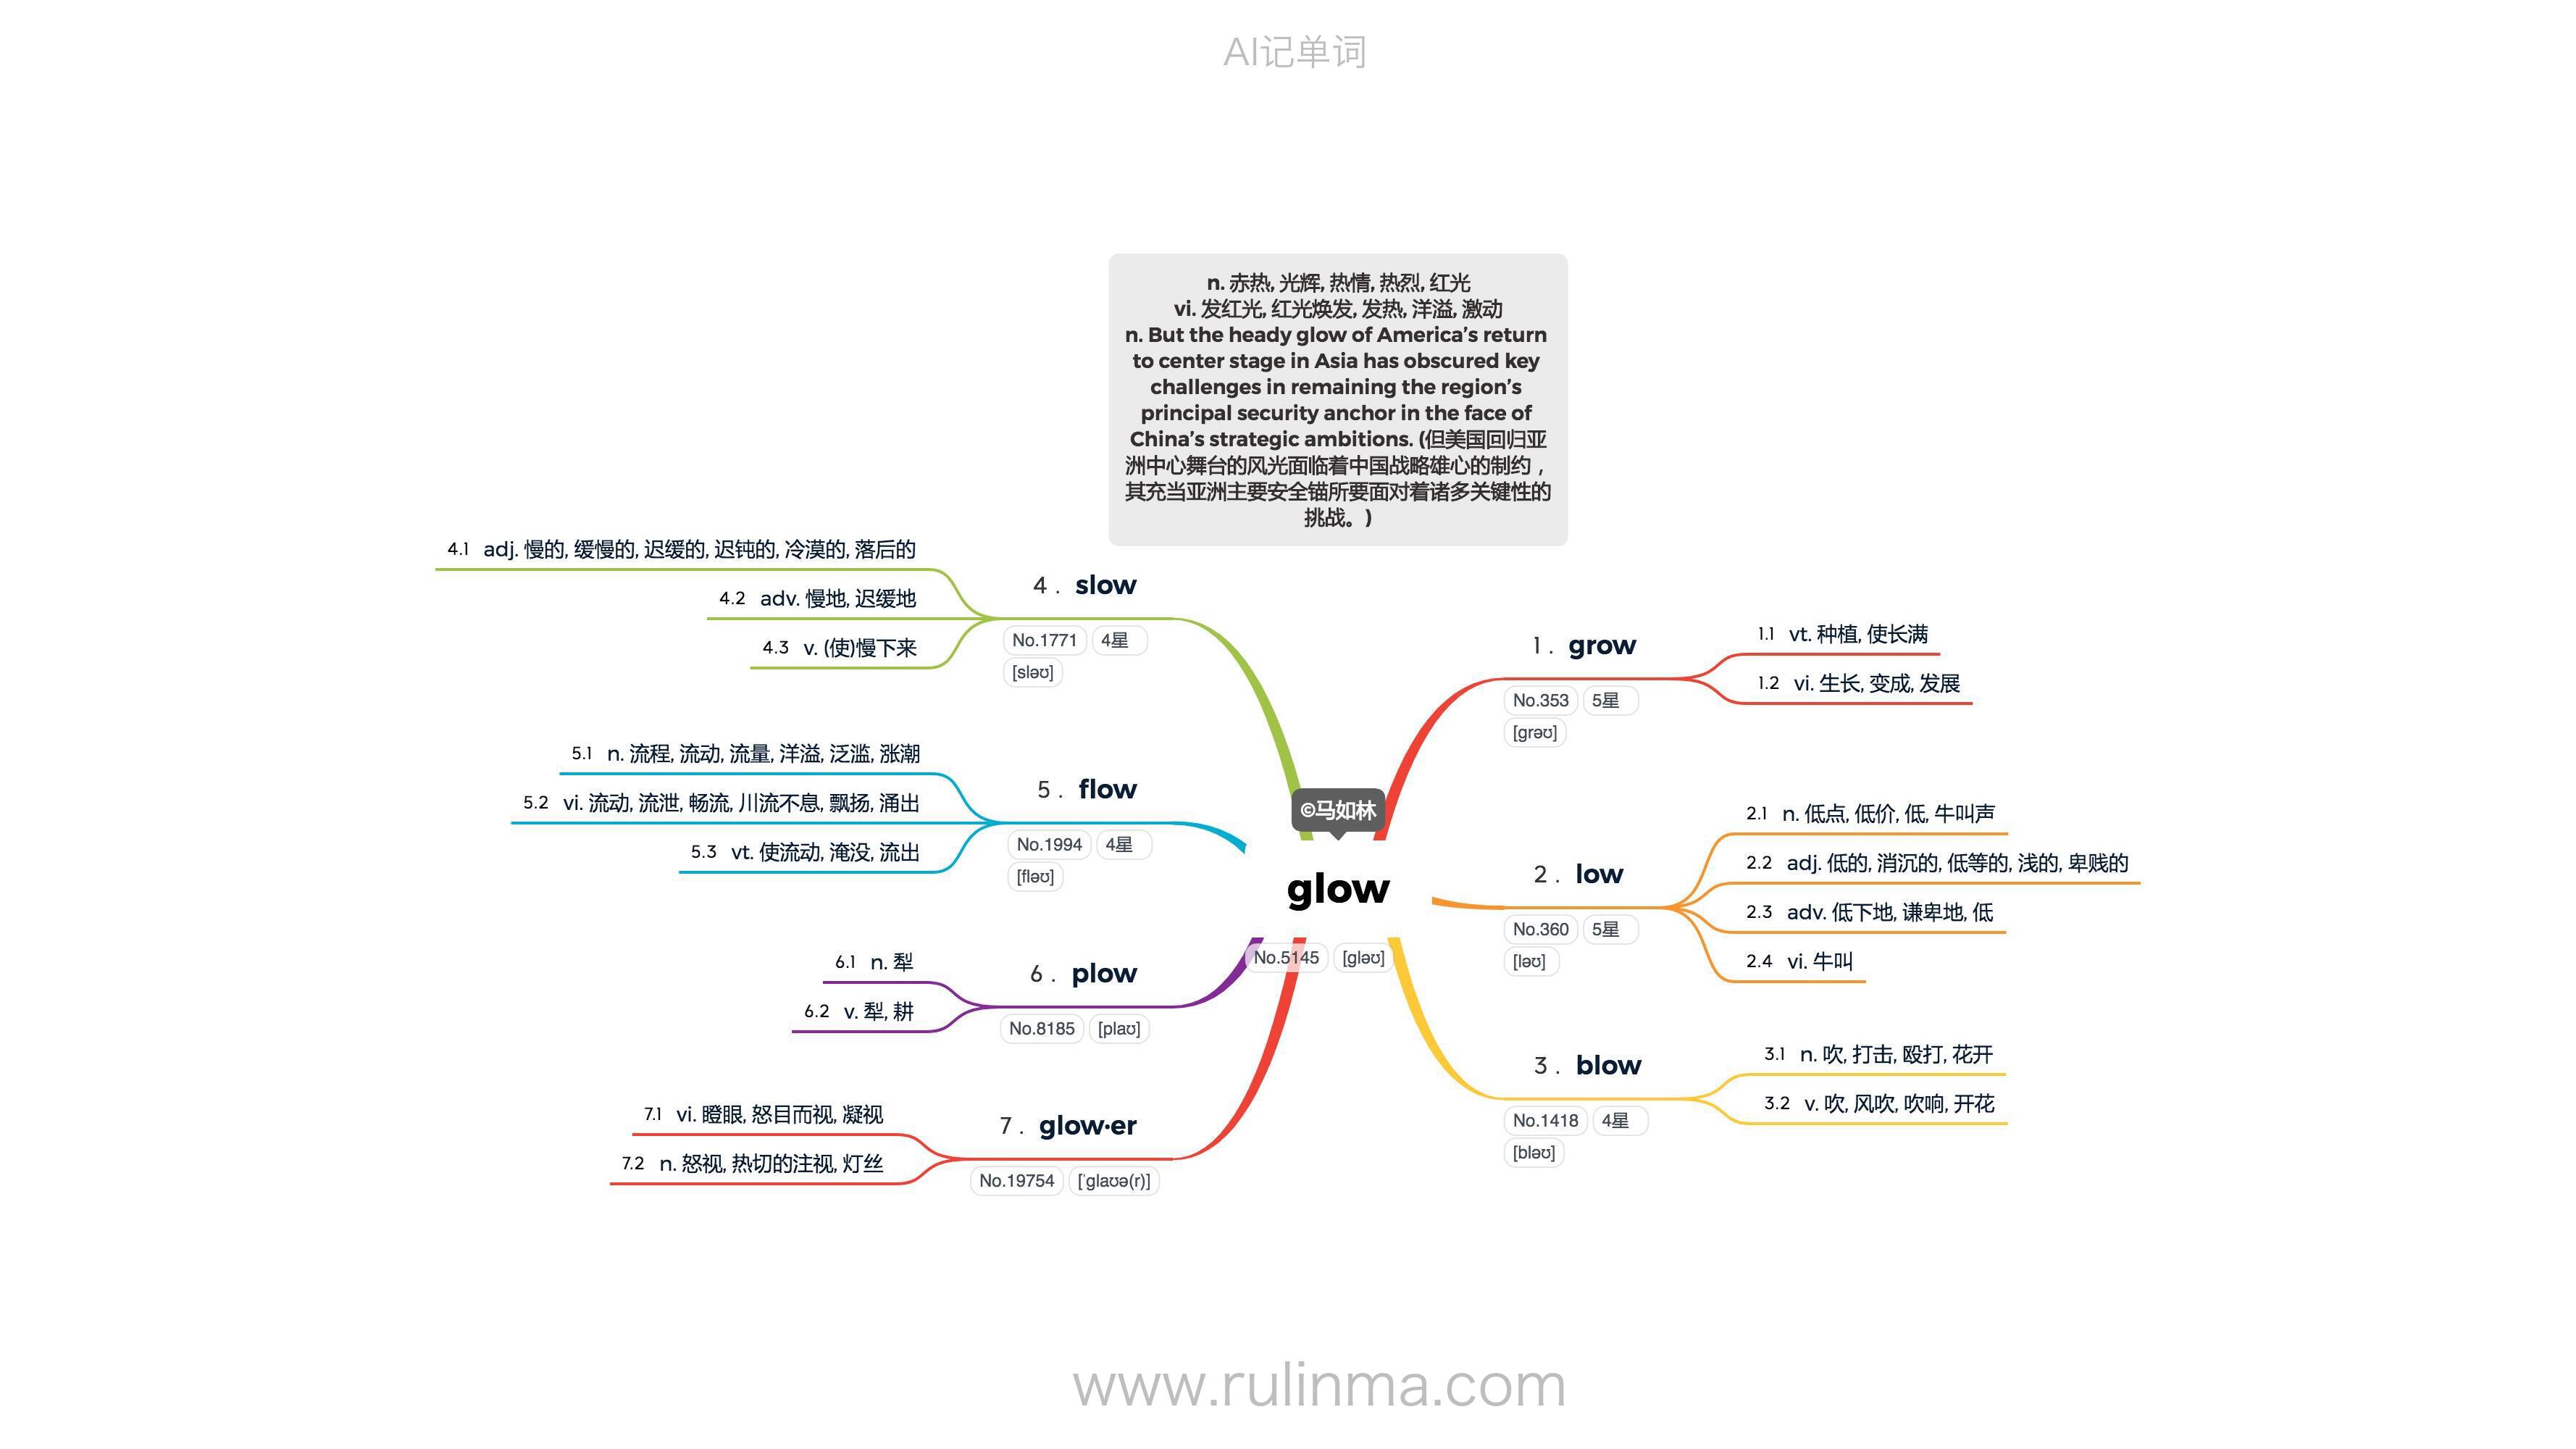 AI记单词
n. 赤热, 光辉, 热情, 热烈, 红光
vi. 发红光, 红光焕发, 发热, 洋溢, 激动
n. But the heady glow of America’s return
to center stage in Asia has obscured key
challenges in remaining the region’s
principal security anchor in the face of
China’s strategic ambitions. (但美国回归亚
洲中心舞台的风光面临着中国战略雄心的制约，
其充当亚洲主要安全锚所要面对着诸多关键性的
挑战。)
©马如林
glow
No.5145 [gləʊ]
1 . grow
No.353 5星
[grəʊ]
1.1 vt. 种植, 使长满
1.2 vi. 生长, 变成, 发展
2 . low
No.360 5星
[ləʊ]
2.1 n. 低点, 低价, 低, 牛叫声
2.2 adj. 低的, 消沉的, 低等的, 浅的, 卑贱的
2.3 adv. 低下地, 谦卑地, 低
2.4 vi. 牛叫
3 . blow
No.1418 4星
[bləʊ]
3.1 n. 吹, 打击, 殴打, 花开
3.2 v. 吹, 风吹, 吹响, 开花
4 . slow
No.1771 4星
[sləʊ]
4.1 adj. 慢的, 缓慢的, 迟缓的, 迟钝的, 冷漠的, 落后的
4.2 adv. 慢地, 迟缓地
4.3 v. (使)慢下来
5 . flow
No.1994 4星
[fləʊ]
5.1 n. 流程, 流动, 流量, 洋溢, 泛滥, 涨潮
5.2 vi. 流动, 流泄, 畅流, 川流不息, 飘扬, 涌出
5.3 vt. 使流动, 淹没, 流出
6 . plow
No.8185 [plaʊ]
6.1 n. 犁
6.2 v. 犁, 耕
7 . glow·er
No.19754 [ˈglaʊə(r)]
7.1 vi. 瞪眼, 怒目而视, 凝视
7.2 n. 怒视, 热切的注视, 灯丝
www.rulinma.com